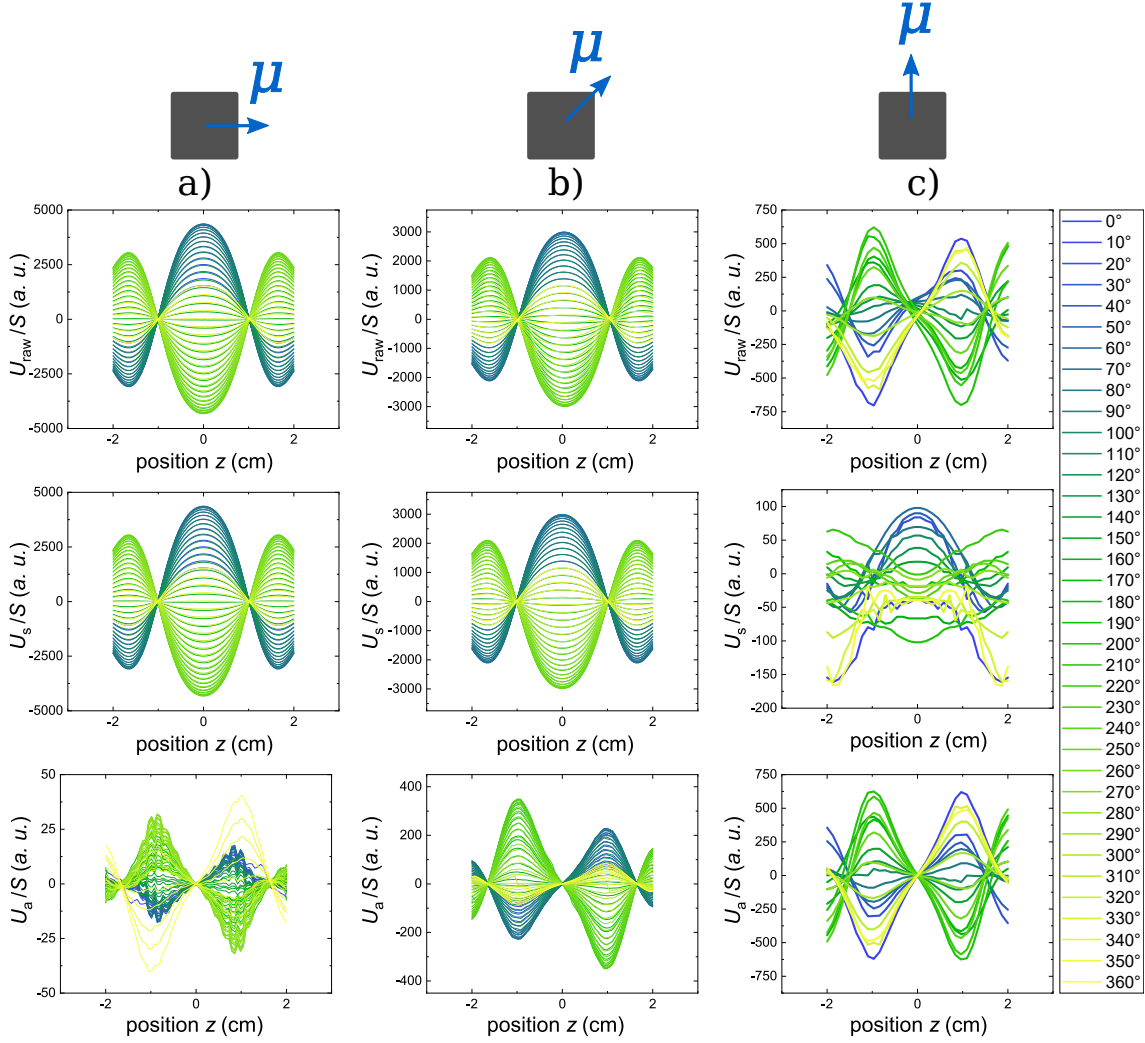 μ
μ
μ
a)
b)
c)
5000
2500
0
-2500
-5000
U_raw/S (a. u.)
-2 0 2
position z (cm)
3000
2000
1000
0
-1000
-2000
-3000
U_raw/S (a. u.)
-2 0 2
position z (cm)
750
500
250
0
-250
-500
-750
U_raw/S (a. u.)
-2 0 2
position z (cm)
5000
2500
0
-2500
-5000
U_s/S (a. u.)
-2 0 2
position z (cm)
3000
2000
1000
0
-1000
-2000
-3000
U_s/S (a. u.)
-2 0 2
position z (cm)
100
50
0
-50
-100
-150
-200
U_s/S (a. u.)
-2 0 2
position z (cm)
50
25
0
-25
-50
U_a/S (a. u.)
-2 0 2
position z (cm)
400
200
0
-200
-400
U_a/S (a. u.)
-2 0 2
position z (cm)
750
500
250
0
-250
-500
-750
U_a/S (a. u.)
-2 0 2
position z (cm)
0°
10°
20°
30°
40°
50°
60°
70°
80°
90°
100°
110°
120°
130°
140°
150°
160°
170°
180°
190°
200°
210°
220°
230°
240°
250°
260°
270°
280°
290°
300°
310°
320°
330°
340°
350°
360°